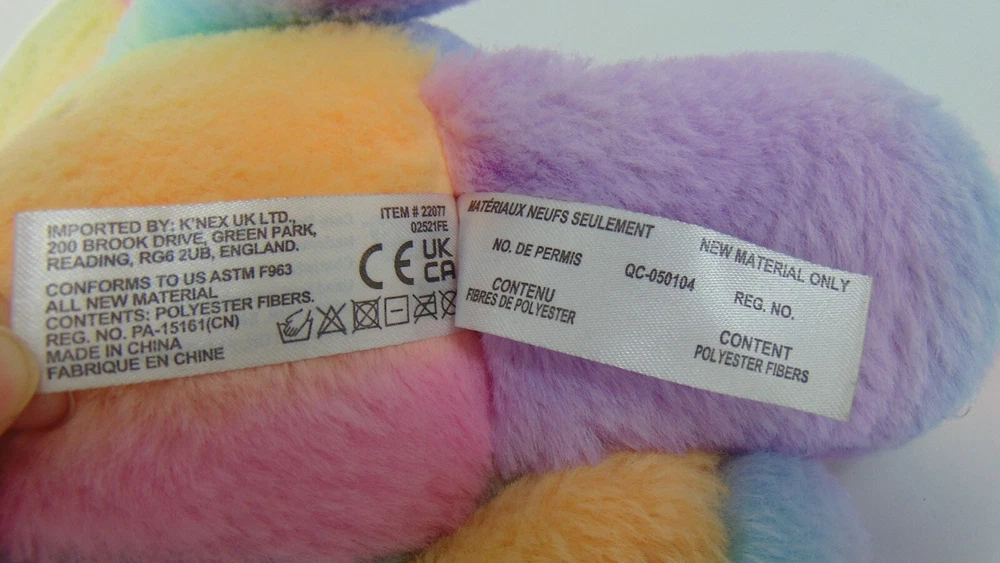 IMPORTED BY: K'NEX UK LTD.,
200 BROOK DRIVE, GREEN PARK,
READING, RG6 2UB, ENGLAND.
ITEM # 22077
02521FE
CE UK
CA
CONFORMS TO US ASTM F963
ALL NEW MATERIAL
CONTENTS: POLYESTER FIBERS.
REG. NO. PA-15161(CN)
MADE IN CHINA
FABRIQUE EN CHINE
MATÉRIAUX NEUFS SEULEMENT
NEW MATERIAL ONLY
NO. DE PERMIS
QC-050104
REG. NO.
CONTENU
FIBRES DE POLYESTER
CONTENT
POLYESTER FIBERS